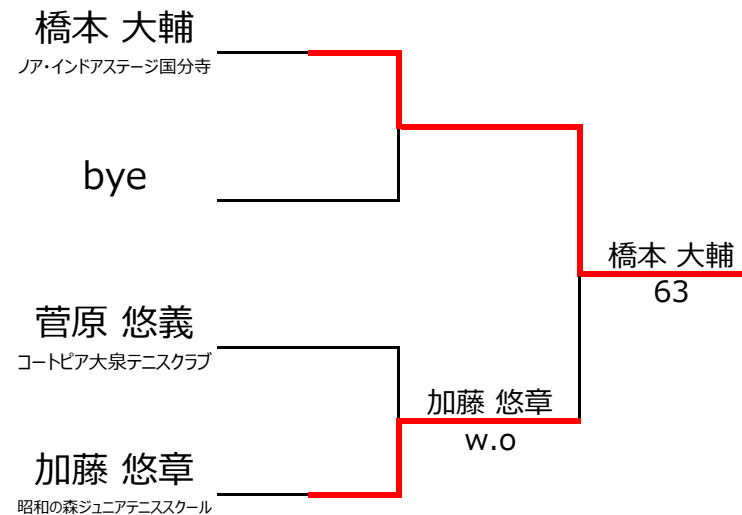 橋本 大輔
ノア・インドアステージ国分寺
bye
橋本 大輔
63
菅原 悠義
コートピア大泉テニスクラブ
加藤 悠章
w.o
加藤 悠章
昭和の森ジュニアテニススクール